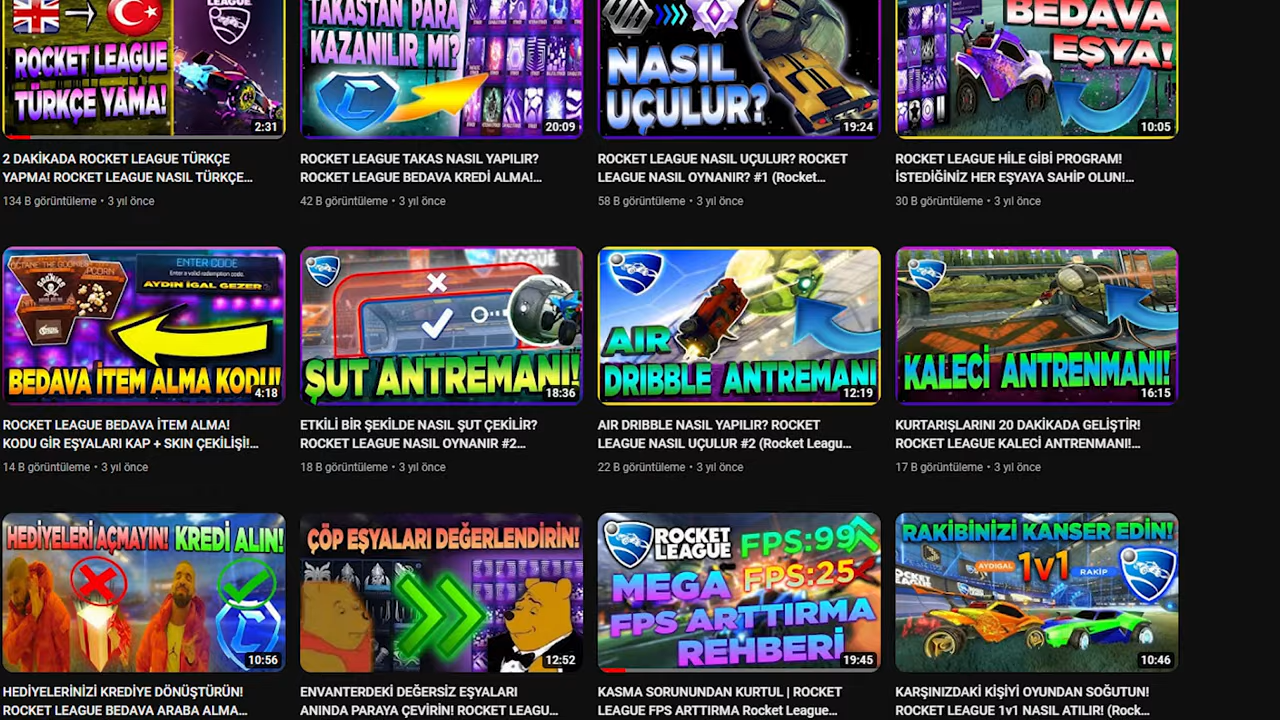 LEAGUE
ROCKET LEAGUE
TÜRKÇE YAMA!
2:31
TAKASTAN PARA
KAZANILIR MI?
20:09
NASIL
UÇULUR?
19:24
BEDAVA
EŞYA!
10:05
2 DAKİKADA ROCKET LEAGUE TÜRKÇE
YAPMA! ROCKET LEAGUE NASIL TÜRKÇE...
134 B görüntüleme • 3 yıl önce
ROCKET LEAGUE TAKAS NASIL YAPILIR?
ROCKET LEAGUE BEDAVA KREDİ ALMA!...
42 B görüntüleme • 3 yıl önce
ROCKET LEAGUE NASIL UÇULUR? ROCKET
LEAGUE NASIL OYNANIR? #1 (Rocket...
58 B görüntüleme • 3 yıl önce
ROCKET LEAGUE HİLE GİBİ PROGRAM!
İSTEDİĞİNİZ HER EŞYAYA SAHİP OLUN!...
30 B görüntüleme • 3 yıl önce
ENTER CODE
Enter a valid redemption code.
AYDIN İGAL GEZER
BEDAVA İTEM ALMA KODU!
4:18
ŞUT ANTREMANI!
18:36
AIR
DRIBBLE ANTREMANI
12:19
KALECİ ANTRENMANI!
16:15
ROCKET LEAGUE BEDAVA İTEM ALMA!
KODU GİR EŞYALARI KAP + SKIN ÇEKİLİŞİ!...
14 B görüntüleme • 3 yıl önce
ETKİLİ BİR ŞEKİLDE NASIL ŞUT ÇEKİLİR?
ROCKET LEAGUE NASIL OYNANIR #2...
18 B görüntüleme • 3 yıl önce
AIR DRIBBLE NASIL YAPILIR? ROCKET
LEAGUE NASIL UÇULUR #2 (Rocket Leagu...
22 B görüntüleme • 3 yıl önce
KURTARIŞLARINI 20 DAKİKADA GELİŞTİR!
ROCKET LEAGUE KALECİ ANTRENMANI!...
17 B görüntüleme • 3 yıl önce
HEDİYELERİ AÇMAYIN! KREDİ ALIN!
10:56
ÇÖP EŞYALARI DEĞERLENDİRİN!
12:52
ROCKET
LEAGUE
FPS:99
FPS:25
MEGA
FPS ARTTIRMA
REHBERİ
19:45
RAKİBİNİZİ KANSER EDİN!
AYDIGAL 1v1 RAKİP
10:46
HEDİYELERİNİZİ KREDİYE DÖNÜŞTÜRÜN!
ROCKET LEAGUE BEDAVA ARABA ALMA...
ENVANTERDEKİ DEĞERSİZ EŞYALARI
ANINDA PARAYA ÇEVİRİN! ROCKET LEAGU...
KASMA SORUNUNDAN KURTUL | ROCKET
LEAGUE FPS ARTTIRMA Rocket League...
KARŞINIZDAKİ KİŞİYİ OYUNDAN SOĞUTUN!
ROCKET LEAGUE 1v1 NASIL ATILIR! (Rock...